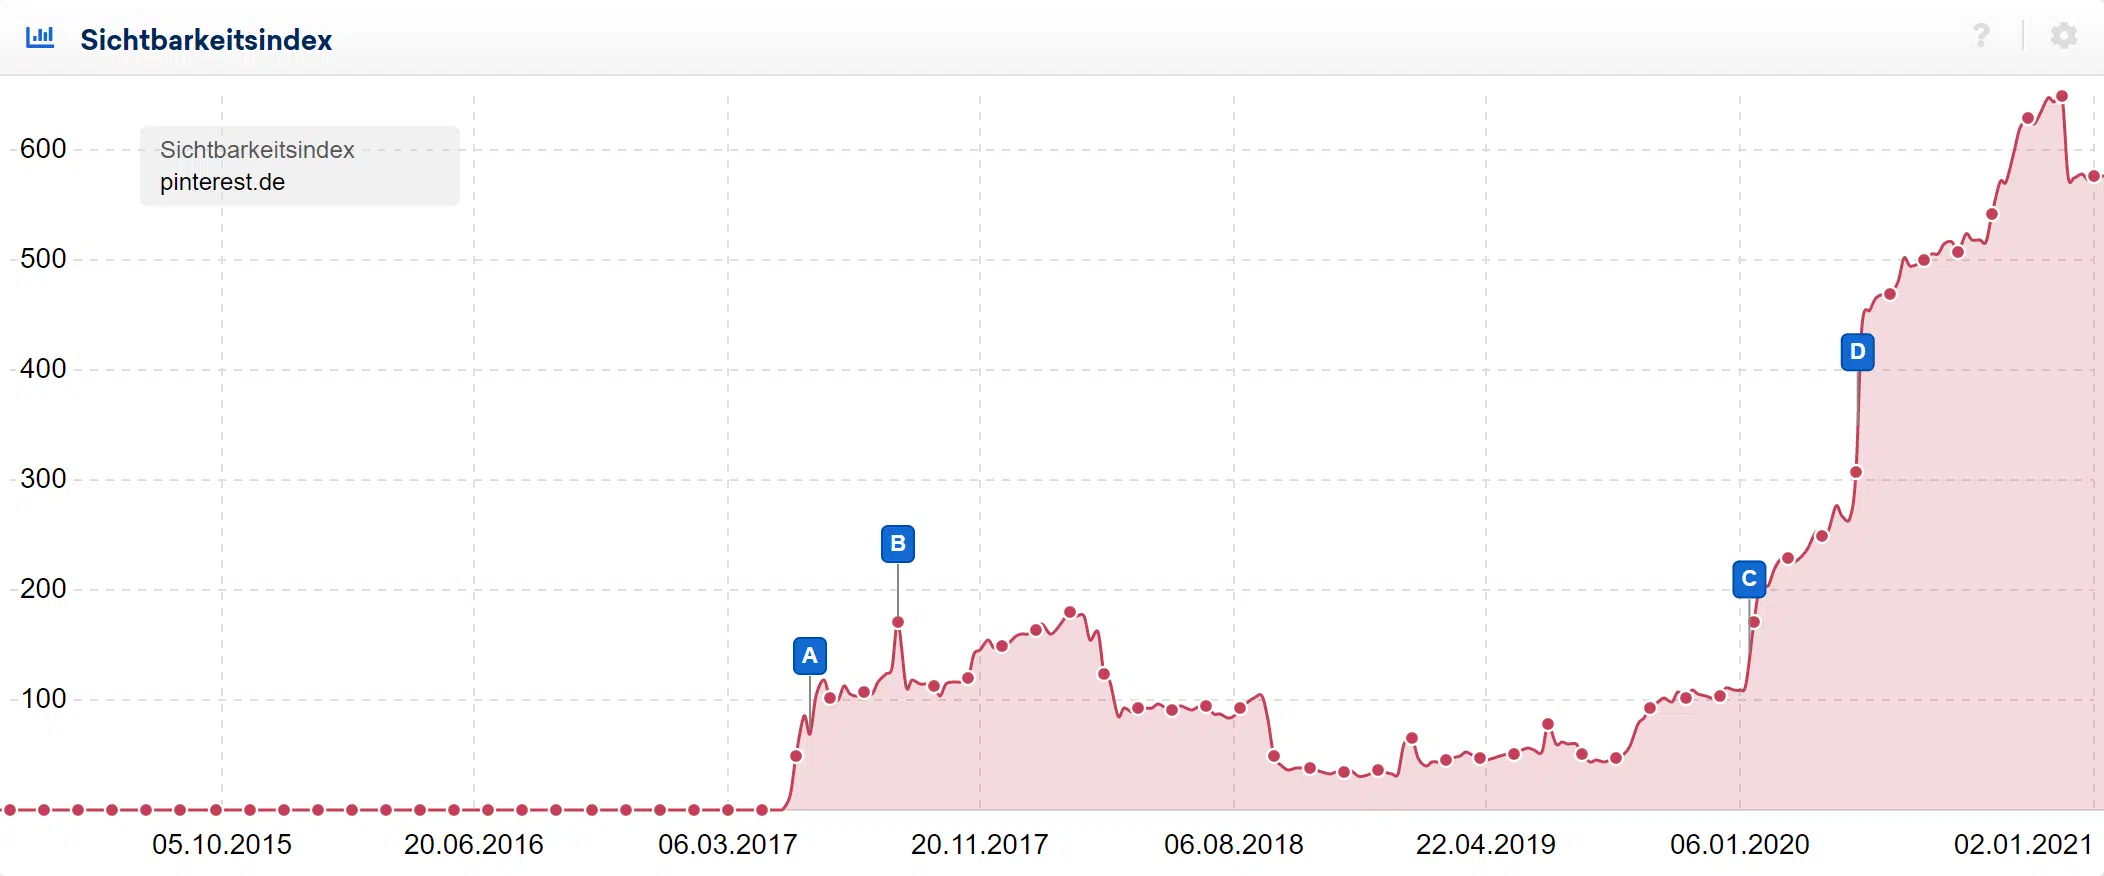 Sichtbarkeitsindex
?
Sichtbarkeitsindex
pinterest.de
600
500
400
300
200
100
A
B
C
D
05.10.2015
20.06.2016
06.03.2017
20.11.2017
06.08.2018
22.04.2019
06.01.2020
02.01.2021